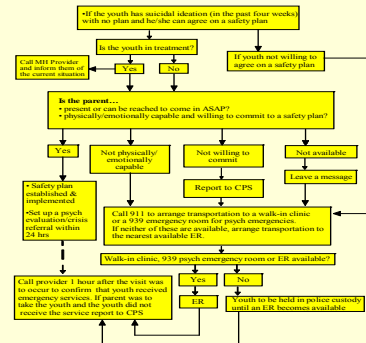 •If the youth has suicidal ideation (in the past four weeks)
with no plan and he/she can agree on a safety plan
Is the youth in treatment?
If youth not willing to
agree on a safety plan
Call MH Provider
and inform them of
the current situation
Yes
No
Is the parent…
• present or can be reached to come in ASAP?
• physically/emotionally capable and willing to commit to a safety plan?
Yes
Not physically/
emotionally
capable
Not willing to
commit
Not available
• Safety plan
established &
implemented
•Set up a psych
evaluation/crisis
referral within
24 hrs
Report to CPS
Leave a message
Call 911 to arrange transportation to a walk-in clinic
or a 939 emergency room for psych emergencies.
If neither of these are available, arrange transportation to
the nearest available ER.
Walk-in clinic, 939 psych emergency room or ER available?
Yes
No
Call provider 1 hour after the visit was
to occur to confirm that youth received
emergency services. If parent was to
take the youth and the youth did not
receive the service report to CPS
ER
Youth to be held in police custody
until an ER becomes available